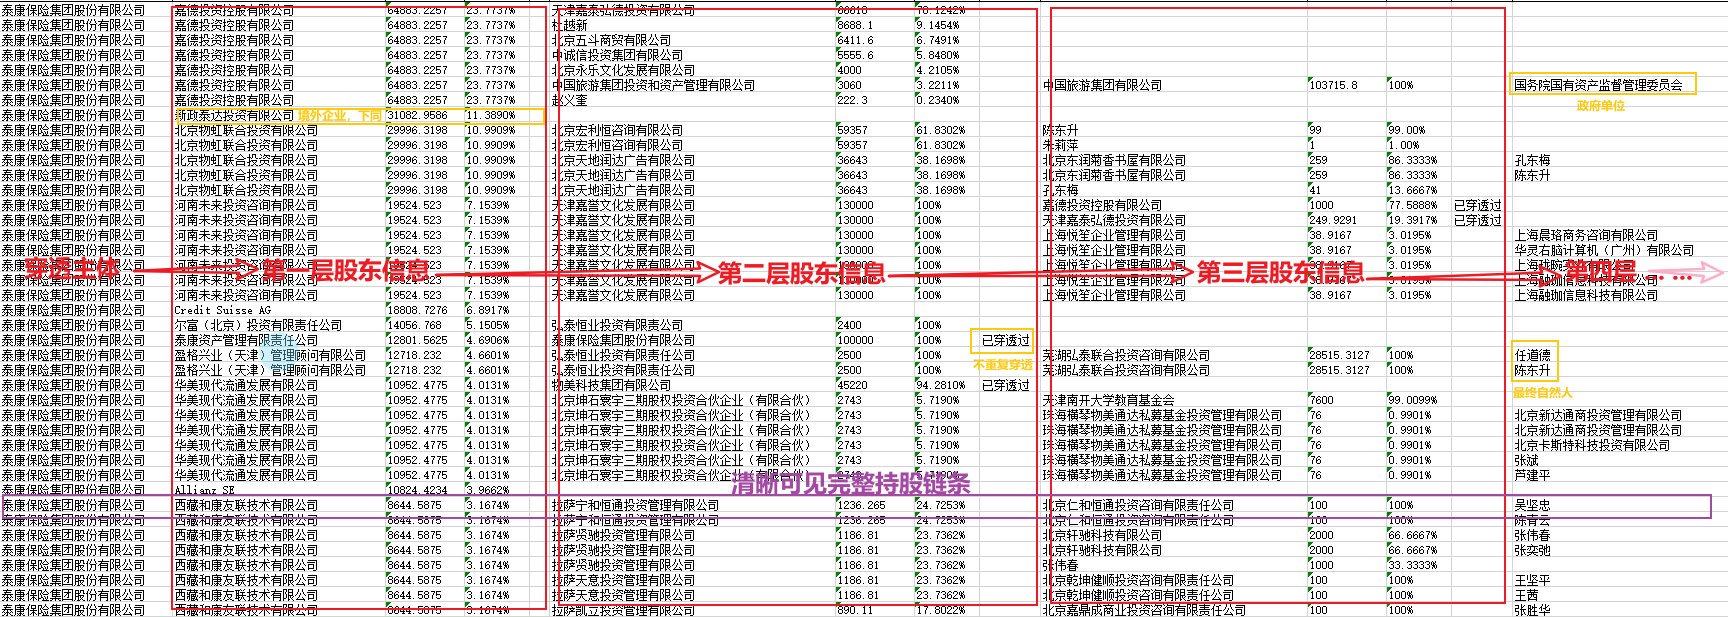 泰康保险集团股份有限公司 嘉德投资控股有限公司 64883.2257 23.7737% 天津嘉泰弘德投资有限公司 66618 70.1242%
泰康保险集团股份有限公司 嘉德投资控股有限公司 64883.2257 23.7737% 杜越新 8688.1 9.1454%
泰康保险集团股份有限公司 嘉德投资控股有限公司 64883.2257 23.7737% 北京五斗商贸有限公司 6411.6 6.7491%
泰康保险集团股份有限公司 嘉德投资控股有限公司 64883.2257 23.7737% 中诚信投资集团有限公司 5555.6 5.8480%
泰康保险集团股份有限公司 嘉德投资控股有限公司 64883.2257 23.7737% 北京永乐文化发展有限公司 4000 4.2105%
泰康保险集团股份有限公司 嘉德投资控股有限公司 64883.2257 23.7737% 中国旅游集团投资和资产管理有限公司 3060 3.2211% 中国旅游集团有限公司 103715.8 100% 国务院国有资产监督管理委员会
泰康保险集团股份有限公司 嘉德投资控股有限公司 64883.2257 23.7737% 赵义奎 222.3 0.2340% 政府单位
泰康保险集团股份有限公司 新政泰达投资有限公司 境外企业，下同 31082.9586 11.3890%
泰康保险集团股份有限公司 北京物虹联合投资有限公司 29996.3198 10.9909% 北京宏利恒咨询有限公司 59357 61.8302% 陈东升 99 99.00%
泰康保险集团股份有限公司 北京物虹联合投资有限公司 29996.3198 10.9909% 北京宏利恒咨询有限公司 59357 61.8302% 朱莉萍 1 1.00%
泰康保险集团股份有限公司 北京物虹联合投资有限公司 29996.3198 10.9909% 北京天地润达广告有限公司 36643 38.1698% 北京东润菊香书屋有限公司 259 86.3333% 孔东梅
泰康保险集团股份有限公司 北京物虹联合投资有限公司 29996.3198 10.9909% 北京天地润达广告有限公司 36643 38.1698% 北京东润菊香书屋有限公司 259 86.3333% 陈东升
泰康保险集团股份有限公司 北京物虹联合投资有限公司 29996.3198 10.9909% 北京天地润达广告有限公司 36643 38.1698% 孔东梅 41 13.6667%
泰康保险集团股份有限公司 河南未来投资咨询有限公司 19524.523 7.1539% 天津嘉誉文化发展有限公司 130000 100% 嘉德投资控股有限公司 1000 77.5888% 已穿透过
泰康保险集团股份有限公司 河南未来投资咨询有限公司 19524.523 7.1539% 天津嘉誉文化发展有限公司 130000 100% 天津嘉泰弘德投资有限公司 249.9291 19.3917% 已穿透过
泰康保险集团股份有限公司 河南未来投资咨询有限公司 19524.523 7.1539% 天津嘉誉文化发展有限公司 130000 100% 上海悦笙企业管理有限公司 38.9167 3.0195% 上海晨珞商务咨询有限公司
泰康保险集团股份有限公司 河南未来投资咨询有限公司 19524.523 7.1539% 天津嘉誉文化发展有限公司 130000 100% 上海悦笙企业管理有限公司 38.9167 3.0195% 华灵右脑计算机（广州）有限公司
第一层股东信息 第二层股东信息 第三层股东信息 第四层 ... ...
泰康保险集团股份有限公司 河南未来投资咨询有限公司 19524.523 7.1539% 天津嘉誉文化发展有限公司 130000 100% 上海悦笙企业管理有限公司 3.0195% 上海融珈信息科技有限公司
泰康保险集团股份有限公司 河南未来投资咨询有限公司 19524.523 7.1539% 天津嘉誉文化发展有限公司 130000 100% 上海悦笙企业管理有限公司 38.9167 3.0195% 上海融珈信息科技有限公司
泰康保险集团股份有限公司 Credit Suisse AG 18808.7276 6.8917%
泰康保险集团股份有限公司 尔富（北京）投资有限责任公司 14056.768 5.1505% 弘泰恒业投资有限责公司 2400 100%
泰康保险集团股份有限公司 泰康资产管理有限责任公司 12801.5625 4.6906% 泰康保险集团股份有限公司 100000 100% 已穿透过
泰康保险集团股份有限公司 盈格兴业（天津）管理顾问有限公司 12718.232 4.6601% 弘泰恒业投资有限责任公司 2500 100% 芜湖弘泰联合投资咨询有限公司 28515.3127 100% 任道德
不重复穿透
泰康保险集团股份有限公司 盈格兴业（天津）管理顾问有限公司 12718.232 4.6601% 弘泰恒业投资有限责任公司 2500 100% 芜湖弘泰联合投资咨询有限公司 28515.3127 100% 陈东升
泰康保险集团股份有限公司 华美现代流通发展有限公司 10952.4775 4.0131% 物美科技集团有限公司 45220 94.2810% 已穿透过
最终自然人
泰康保险集团股份有限公司 华美现代流通发展有限公司 10952.4775 4.0131% 北京坤石寰宇三期股权投资合伙企业（有限合伙） 2743 5.7190% 天津南开大学教育基金会 7600 99.0099%
泰康保险集团股份有限公司 华美现代流通发展有限公司 10952.4775 4.0131% 北京坤石寰宇三期股权投资合伙企业（有限合伙） 2743 5.7190% 珠海横琴物美通达私募基金投资管理有限公司 76 0.9901% 北京新达通商投资管理有限公司
泰康保险集团股份有限公司 华美现代流通发展有限公司 10952.4775 4.0131% 北京坤石寰宇三期股权投资合伙企业（有限合伙） 2743 5.7190% 珠海横琴物美通达私募基金投资管理有限公司 76 0.9901% 北京新达通商投资管理有限公司
泰康保险集团股份有限公司 华美现代流通发展有限公司 10952.4775 4.0131% 北京坤石寰宇三期股权投资合伙企业（有限合伙） 2743 5.7190% 珠海横琴物美通达私募基金投资管理有限公司 76 0.9901% 北京卡斯特科技投资有限公司
泰康保险集团股份有限公司 华美现代流通发展有限公司 10952.4775 4.0131% 北京坤石寰宇三期股权投资合伙企业（有限合伙） 2743 5.7190% 珠海横琴物美通达私募基金投资管理有限公司 76 0.9901% 张斌
泰康保险集团股份有限公司 华美现代流通发展有限公司 10952.4775 4.0131% 北京坤石寰宇三期股权投资合伙企业（有限合伙） 珠海横琴物美通达私募基金投资管理有限公司 76 0.9901% 芦建平
清晰可见完整持股链条
泰康保险集团股份有限公司 Allianz SE 10824.4234 3.9662%
泰康保险集团股份有限公司 西藏和康友联技术有限公司 8644.5875 3.1674% 拉萨宁和恒通投资管理有限公司 1236.265 24.7253% 北京仁和恒通投资咨询有限责任公司 100 100% 吴坚忠
泰康保险集团股份有限公司 西藏和康友联技术有限公司 8644.5875 3.1674% 拉萨宁和恒通投资管理有限公司 1236.265 24.7253% 北京仁和恒通投资咨询有限责任公司 100 100% 陈青云
泰康保险集团股份有限公司 西藏和康友联技术有限公司 8644.5875 3.1674% 拉萨贤驰投资管理有限公司 1186.81 23.7362% 北京轩驰科技有限公司 2000 66.6667% 张伟春
泰康保险集团股份有限公司 西藏和康友联技术有限公司 8644.5875 3.1674% 拉萨贤驰投资管理有限公司 1186.81 23.7362% 北京轩驰科技有限公司 2000 66.6667% 张奕弛
泰康保险集团股份有限公司 西藏和康友联技术有限公司 8644.5875 3.1674% 拉萨贤驰投资管理有限公司 1186.81 23.7362% 张伟春 1000 33.3333%
泰康保险集团股份有限公司 西藏和康友联技术有限公司 8644.5875 3.1674% 拉萨天意投资管理有限公司 1186.81 23.7362% 北京乾坤健顺投资咨询有限责任公司 100 100% 王坚平
泰康保险集团股份有限公司 西藏和康友联技术有限公司 8644.5875 3.1674% 拉萨天意投资管理有限公司 1186.81 23.7362% 北京乾坤健顺投资咨询有限责任公司 100 100% 王茜
泰康保险集团股份有限公司 西藏和康友联技术有限公司 8644.5875 3.1674% 拉萨凯立投资管理有限公司 890.11 17.8022% 北京嘉鼎成商业投资咨询有限责任公司 100 100% 张胜华